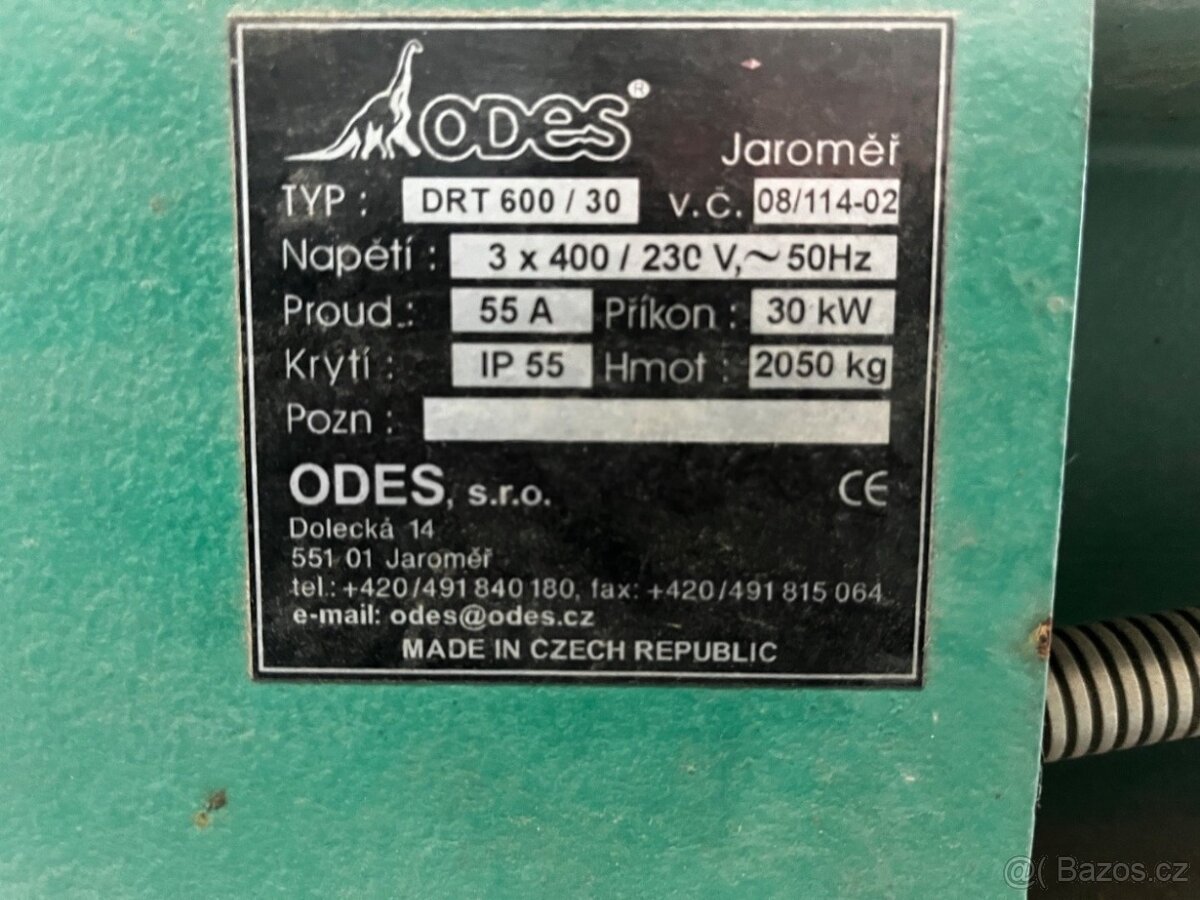 ODES®
Jaroměř
TYP : DRT 600 / 30 v.č. 08/114-02
Napětí : 3 x 400 / 230 V,~ 50Hz
Proud : 55 A Příkon : 30 kW
Krytí : IP 55 Hmot : 2050 kg
Pozn :
ODES, s.r.o. CE
Dolecká 14
551 01 Jaroměř
tel.: +420/491 840 180, fax: +420/491 815 064
e-mail: odes@odes.cz
MADE IN CZECH REPUBLIC
@( Bazos.cz